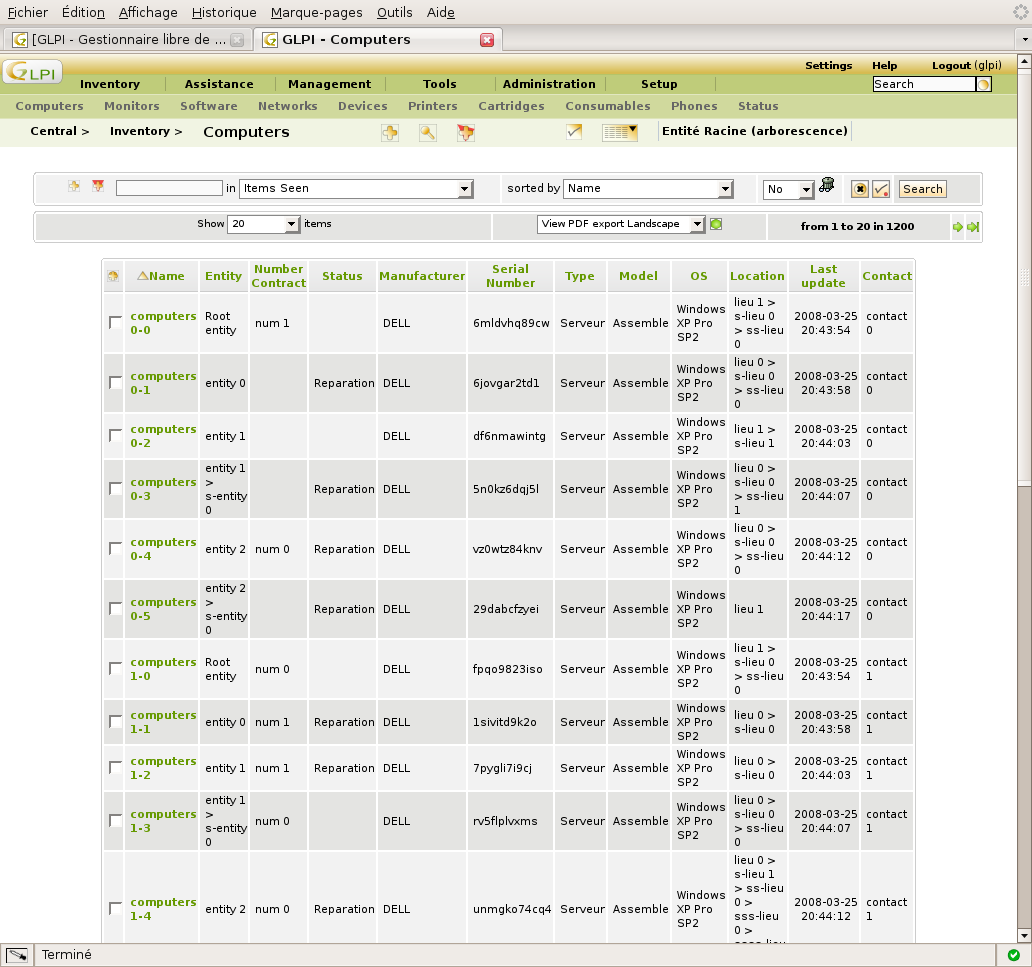 Fichier Édition Affichage Historique Marque-pages Outils Aide
[GLPI - Gestionnaire libre de ... GLPI - Computers
GLPI Settings Help Logout (glpi)
Inventory Assistance Management Tools Administration Setup Search
Computers Monitors Software Networks Devices Printers Cartridges Consumables Phones Status
Central > Inventory > Computers Entité Racine (arborescence)
in Items Seen sorted by Name No Search
Show 20 items View PDF export Landscape from 1 to 20 in 1200
Name Entity Number Contract Status Manufacturer Serial Number Type Model OS Location Last update Contact
computers 0-0 Root entity num 1 DELL 6mldvhq89cw Serveur Assemble Windows XP Pro SP2 lieu 1 > s-lieu 0 > ss-lieu 0 2008-03-25 20:43:54 contact 0
computers 0-1 entity 0 Reparation DELL 6jovgar2td1 Serveur Assemble Windows XP Pro SP2 lieu 0 > s-lieu 0 > ss-lieu 0 2008-03-25 20:43:58 contact 0
computers 0-2 entity 1 DELL df6nmawintg Serveur Assemble Windows XP Pro SP2 lieu 1 > s-lieu 1 2008-03-25 20:44:03 contact 0
computers 0-3 entity 1 > s-entity 0 Reparation DELL 5n0kz6dqj5l Serveur Assemble Windows XP Pro SP2 lieu 0 > s-lieu 0 > ss-lieu 1 2008-03-25 20:44:07 contact 0
computers 0-4 entity 2 num 0 Reparation DELL vz0wtz84knv Serveur Assemble Windows XP Pro SP2 lieu 0 > s-lieu 0 > ss-lieu 0 2008-03-25 20:44:12 contact 0
computers 0-5 entity 2 > s-entity 0 Reparation DELL 29dabcfzyei Serveur Assemble Windows XP Pro SP2 lieu 1 2008-03-25 20:44:17 contact 0
computers 1-0 Root entity num 0 DELL fpqo9823iso Serveur Assemble Windows XP Pro SP2 lieu 1 > s-lieu 0 > ss-lieu 0 2008-03-25 20:43:54 contact 1
computers 1-1 entity 0 num 1 Reparation DELL 1sivitd9k2o Serveur Assemble Windows XP Pro SP2 lieu 0 > s-lieu 0 2008-03-25 20:43:58 contact 1
computers 1-2 entity 1 num 1 Reparation DELL 7pygli7i9cj Serveur Assemble Windows XP Pro SP2 lieu 0 > s-lieu 0 2008-03-25 20:44:03 contact 1
computers 1-3 entity 1 > s-entity 0 num 0 DELL rv5flplvxms Serveur Assemble Windows XP Pro SP2 lieu 0 > s-lieu 0 > ss-lieu 0 2008-03-25 20:44:07 contact 1
computers 1-4 entity 2 num 0 Reparation DELL unmgko74cq4 Serveur Assemble Windows XP Pro SP2 lieu 0 > s-lieu 1 > ss-lieu 0 > sss-lieu 0 > 2008-03-25 20:44:12 contact 1
Terminé